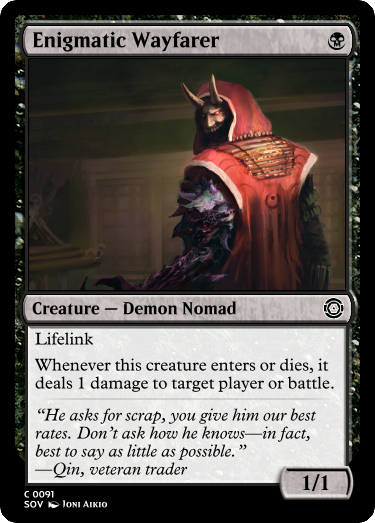 Enigmatic Wayfarer
Creature — Demon Nomad
Lifelink
Whenever this creature enters or dies, it
deals 1 damage to target player or battle.
“He asks for scrap, you give him our best
rates. Don’t ask how he knows—in fact,
best to say as little as possible.”
—Qin, veteran trader
1/1
C 0091
SOV Joni Aikio